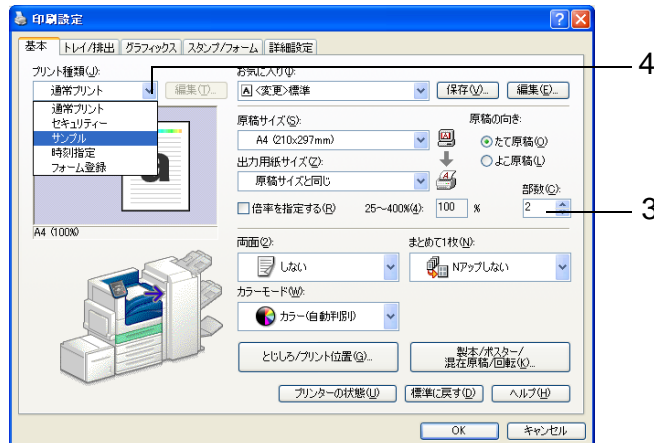 印刷設定
基本 トレイ/排出 グラフィックス スタンプ/フォーム 詳細設定
プリント種類(J):
通常プリント 編集(T)...
通常プリント
セキュリティー
サンプル
時刻指定
フォーム登録
A4 (100%)
お気に入り(I):
A <変更>標準 保存(V)... 編集(E)...
原稿サイズ(S):
A4 (210x297mm)
出力用紙サイズ(Z):
原稿サイズと同じ
原稿の向き:
たて原稿(O)
よこ原稿(L)
倍率を指定する(R) 25~400%(4): 100 %
部数(C):
2
両面(2):
しない
まとめて1枚(N):
Nアップしない
カラーモード(W):
カラー(自動判別)
とじしろ/プリント位置(G)...
製本/ポスター/
混在原稿/回転(K)...
プリンターの状態(U) 標準に戻す(D) ヘルプ(H)
OK キャンセル
4
3